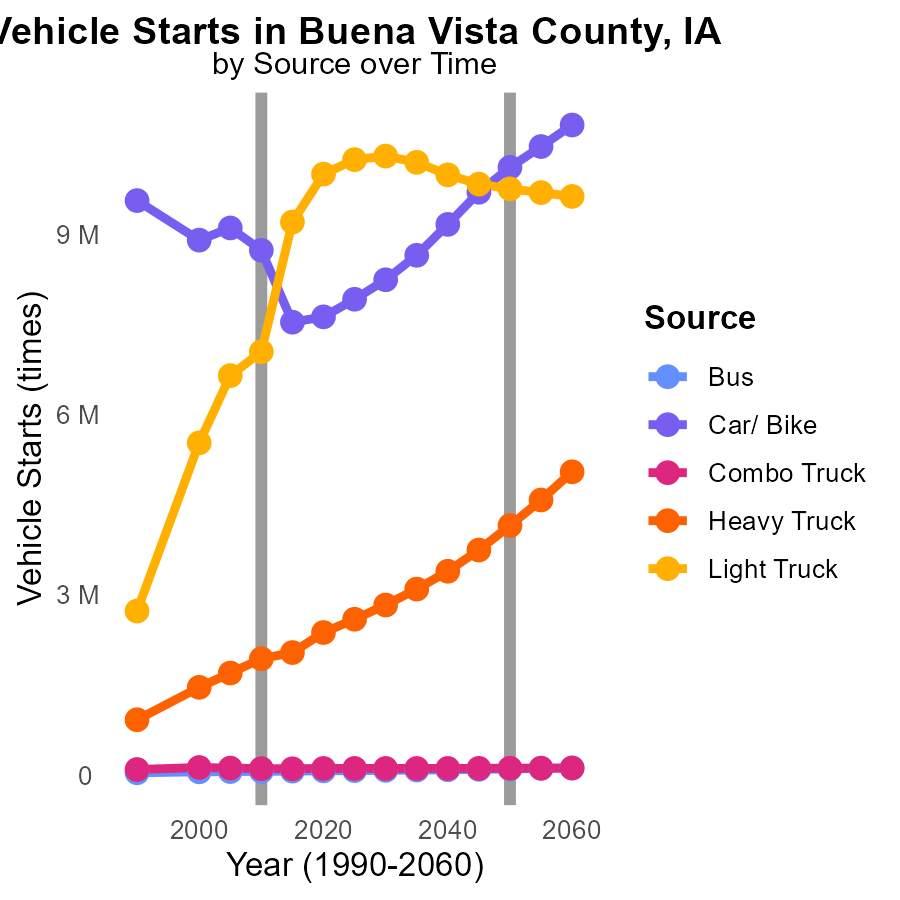 Vehicle Starts in Buena Vista County, IA
by Source over Time
Vehicle Starts (times)
9 M
6 M
3 M
0
2000 2020 2040 2060
Year (1990-2060)
Source
Bus
Car/ Bike
Combo Truck
Heavy Truck
Light Truck